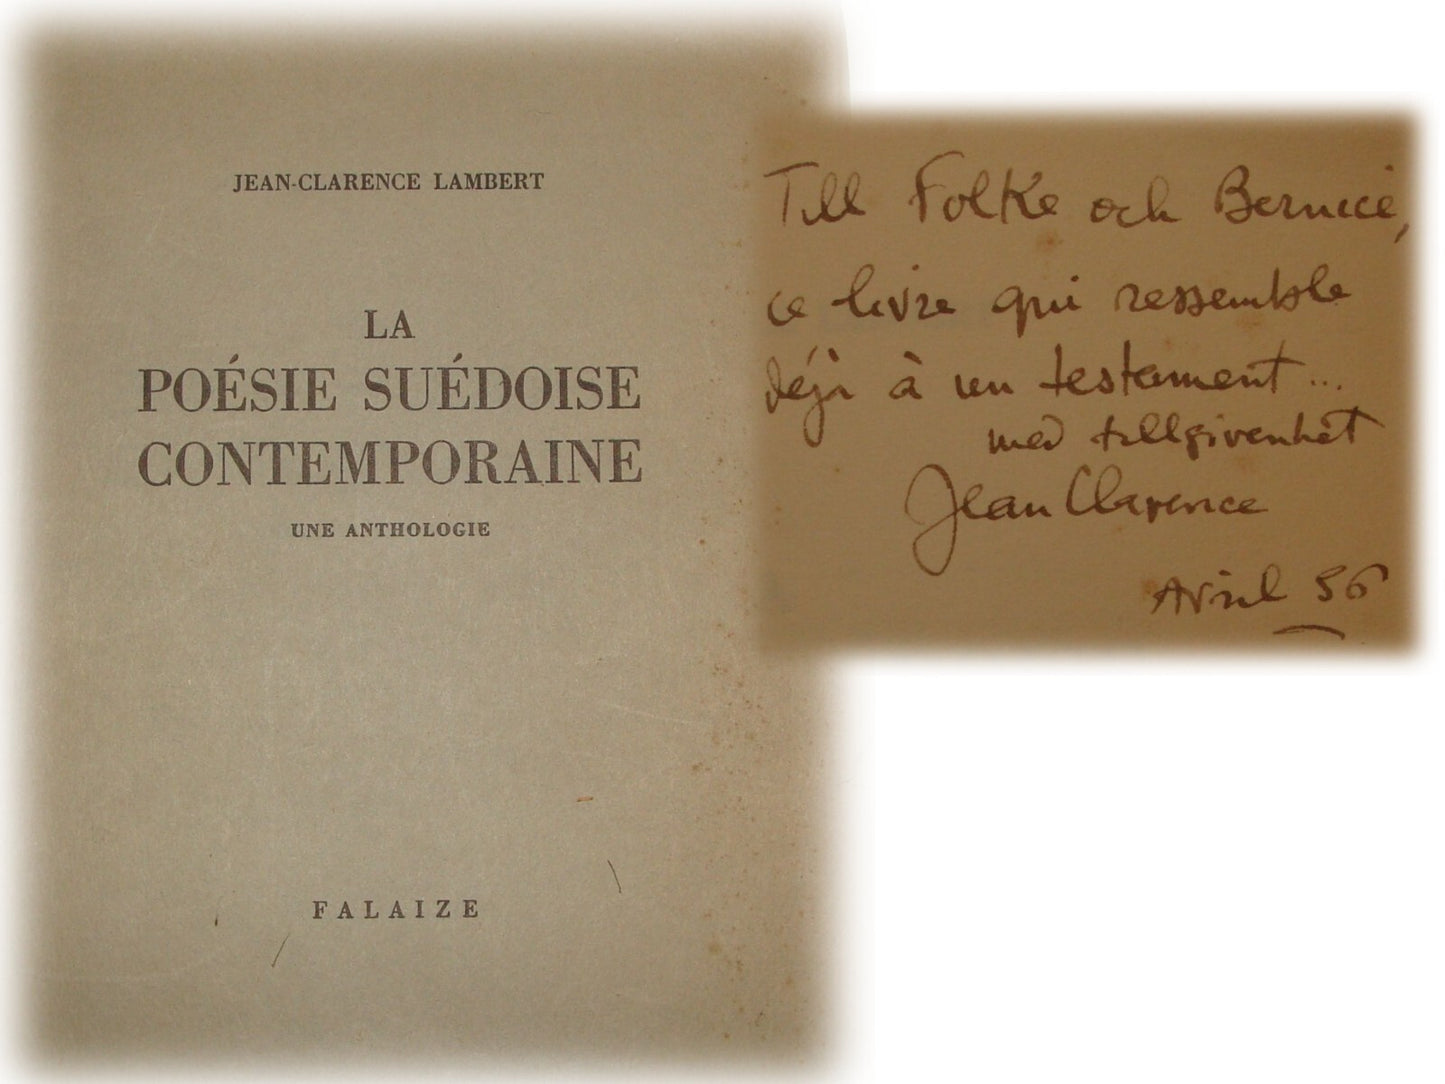 JEAN-CLARENCE LAMBERT
LA
POÉSIE SUÉDOISE
CONTEMPORAINE
UNE ANTHOLOGIE
FALAIZE
Till Folke och Bernice,
ce livre qui ressemble
déjà à un testament...
med tillgivenhet
Jean Clarence
Avril 56